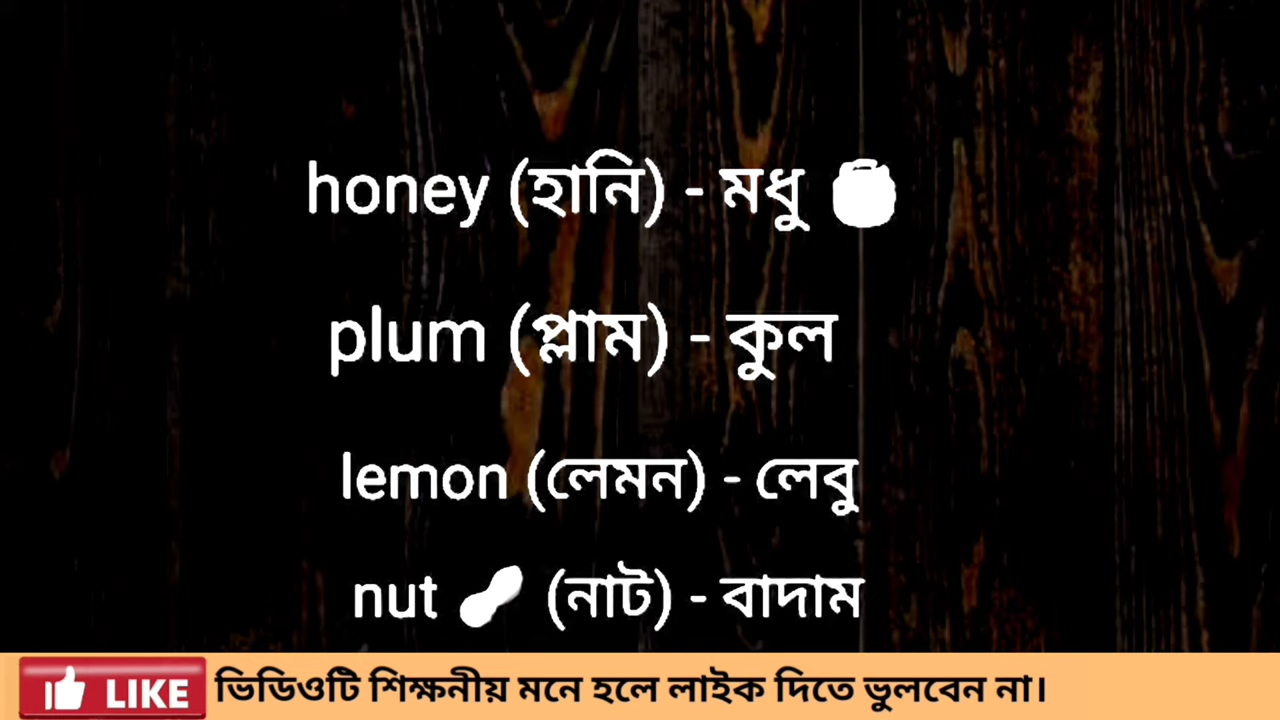 honey (হানি) - মধু
plum (প্লাম) - কুল
lemon (লেমন) - লেবু
nut (নাট) - বাদাম
LIKE ভিডিওটি শিক্ষনীয় মনে হলে লাইক দিতে ভুলবেন না।